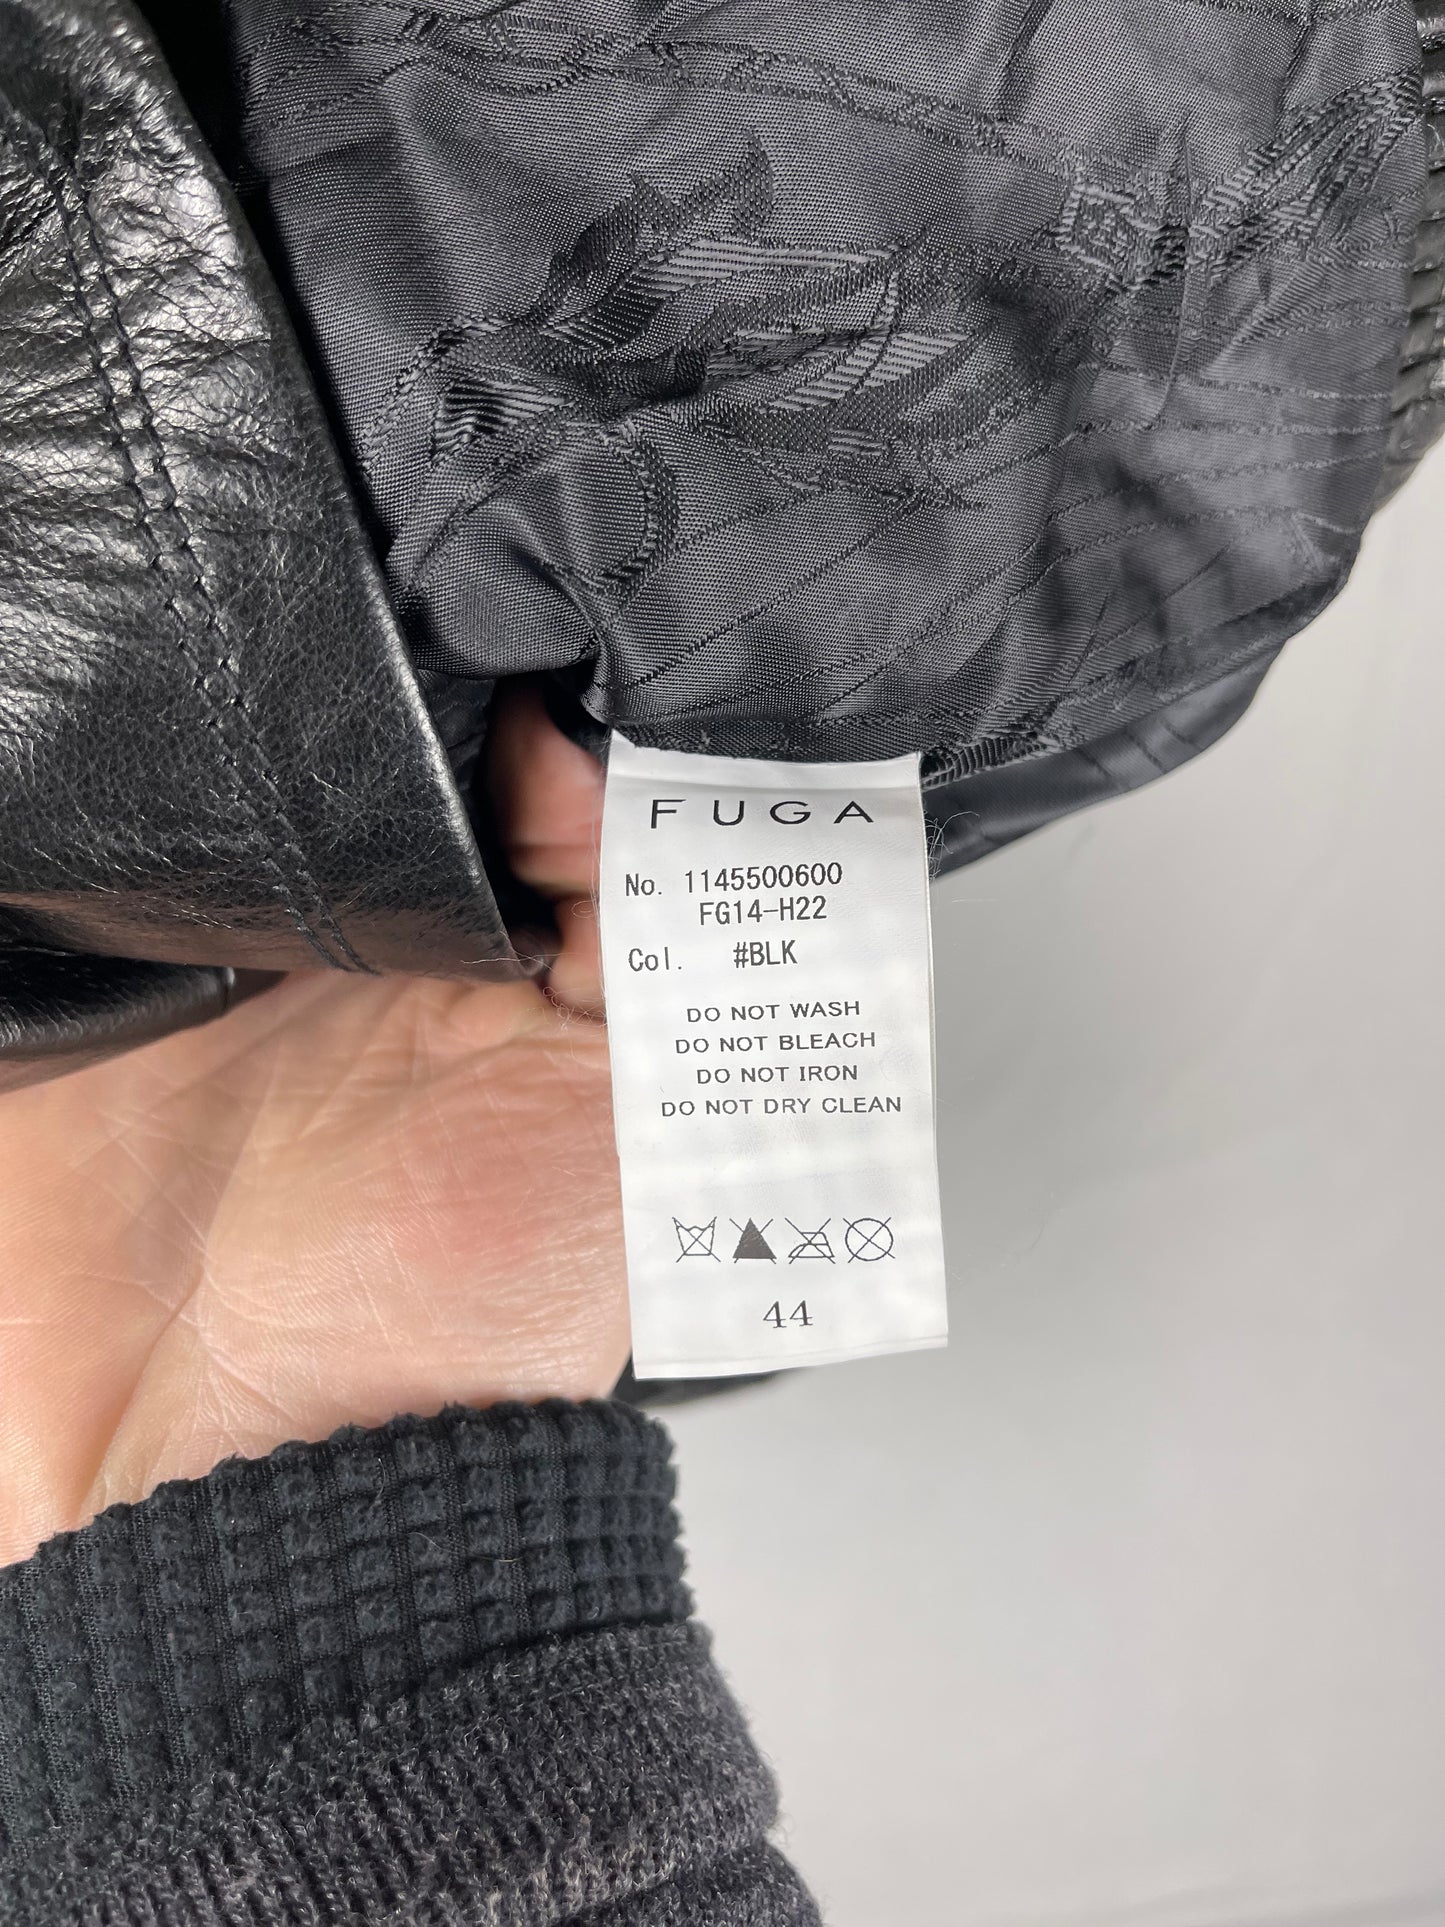 FUGA
No. 1145500600
FG14-H22
Col. #BLK
DO NOT WASH
DO NOT BLEACH
DO NOT IRON
DO NOT DRY CLEAN
44